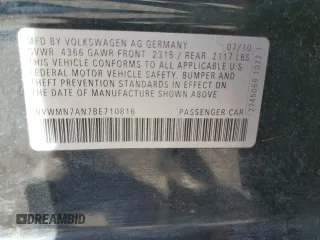 MFD. BY VOLKSWAGEN AG GERMANY 07/10
GVWR: 4366 GAWR FRONT 2315 / REAR 2117 LBS
THIS VEHICLE CONFORMS TO ALL APPLICABLE U.S.
FEDERAL MOTOR VEHICLE SAFETY, BUMPER AND
THEFT PREVENTION STANDARDS IN EFFECT ON THE
DATE OF MANUFACTURE SHOWN ABOVE.
WVWMN7AN7BE710816 PASSENGER CAR
DREAMBID